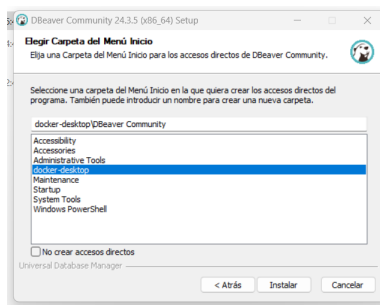 DBeaver Community 24.3.5 (x86_64) Setup
Elegir Carpeta del Menú Inicio
Elija una Carpeta del Menú Inicio para los accesos directos de DBeaver Community.
Seleccione una carpeta del Menú Inicio en la que quiera crear los accesos directos del
programa. También puede introducir un nombre para crear una nueva carpeta.
docker-desktop\DBeaver Community
Accessibility
Accessories
Administrative Tools
docker-desktop
Maintenance
Startup
System Tools
Windows PowerShell
No crear accesos directos
Universal Database Manager
< Atrás Instalar Cancelar